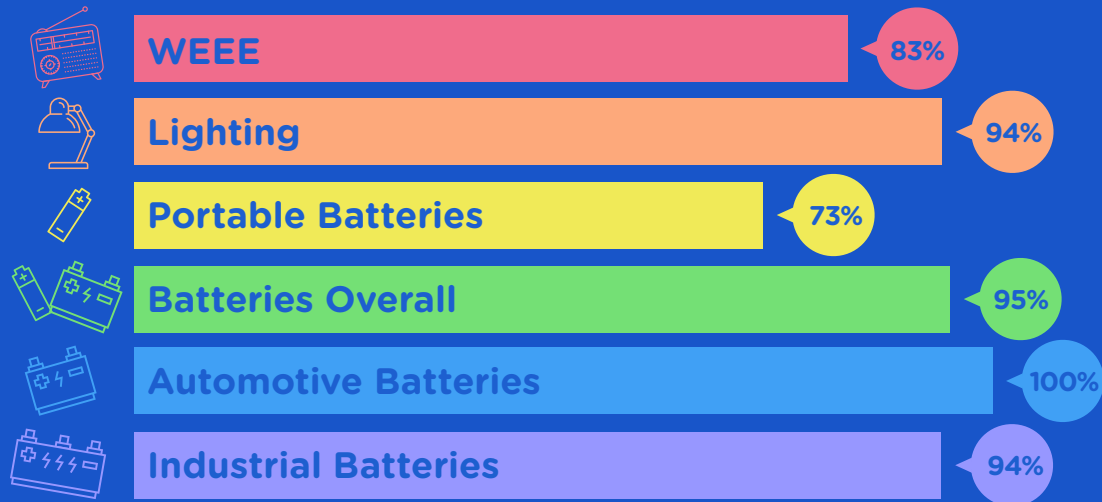 WEEE
83%
Lighting
94%
Portable Batteries
73%
Batteries Overall
95%
Automotive Batteries
100%
Industrial Batteries
94%